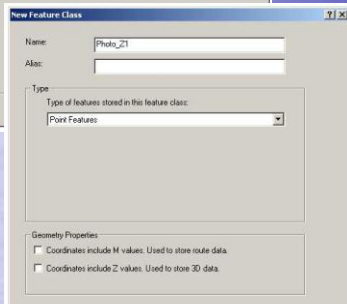 New Feature Class
Name:
Photo_Z1
Alias:
Type
Type of features stored in this feature class:
Point Features
Geometry Properties
Coordinates include M values. Used to store route data.
Coordinates include Z values. Used to store 3D data.